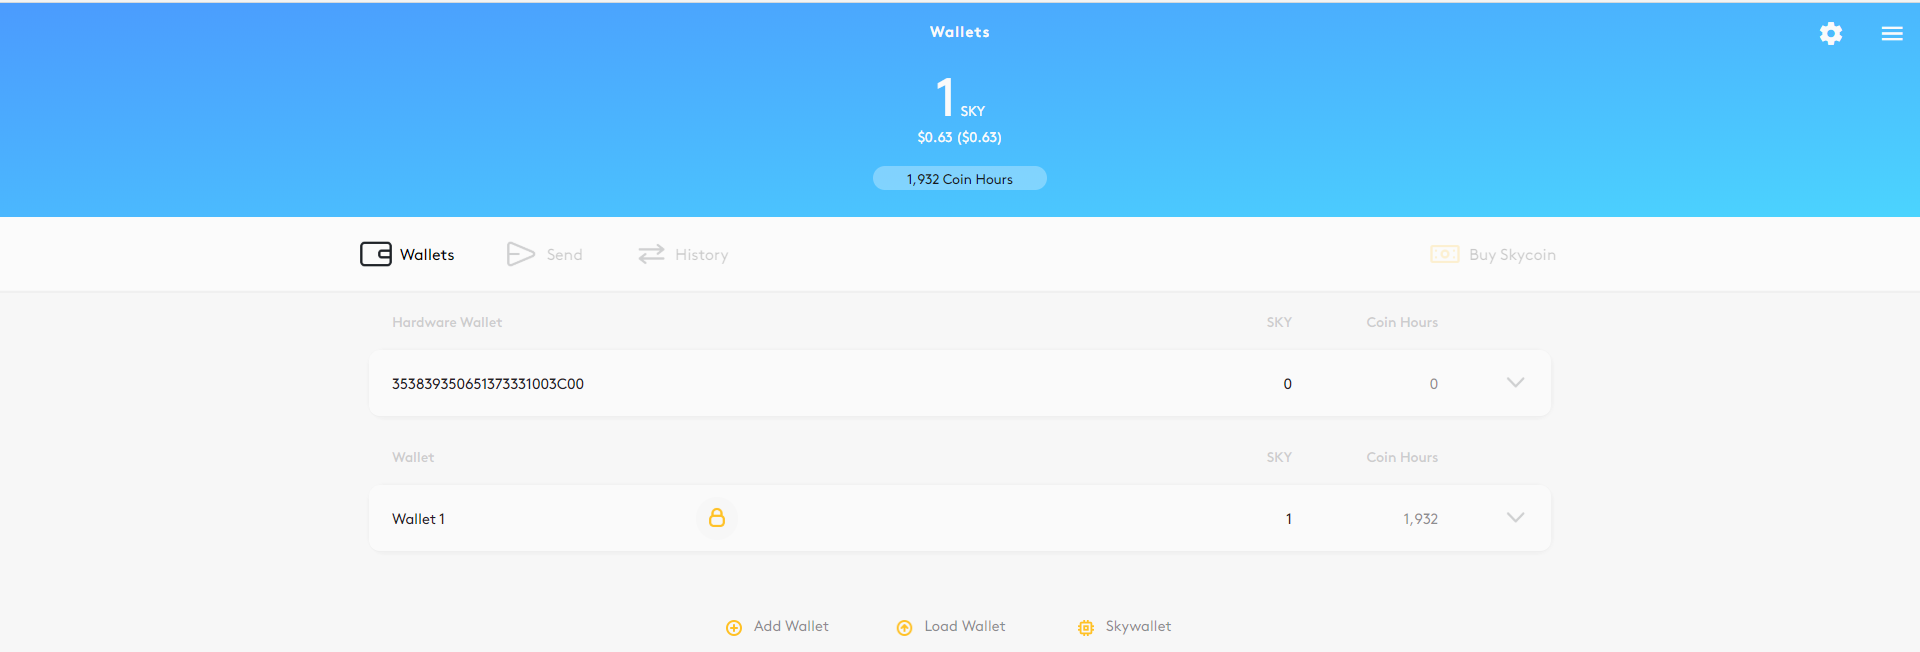 Wallets
1 SKY
$0.63 ($0.63)
1,932 Coin Hours
Wallets Send History Buy Skycoin
Hardware Wallet SKY Coin Hours
353839350651373331003C00 0 0
Wallet SKY Coin Hours
Wallet 1 1 1,932
Add Wallet Load Wallet Skywallet